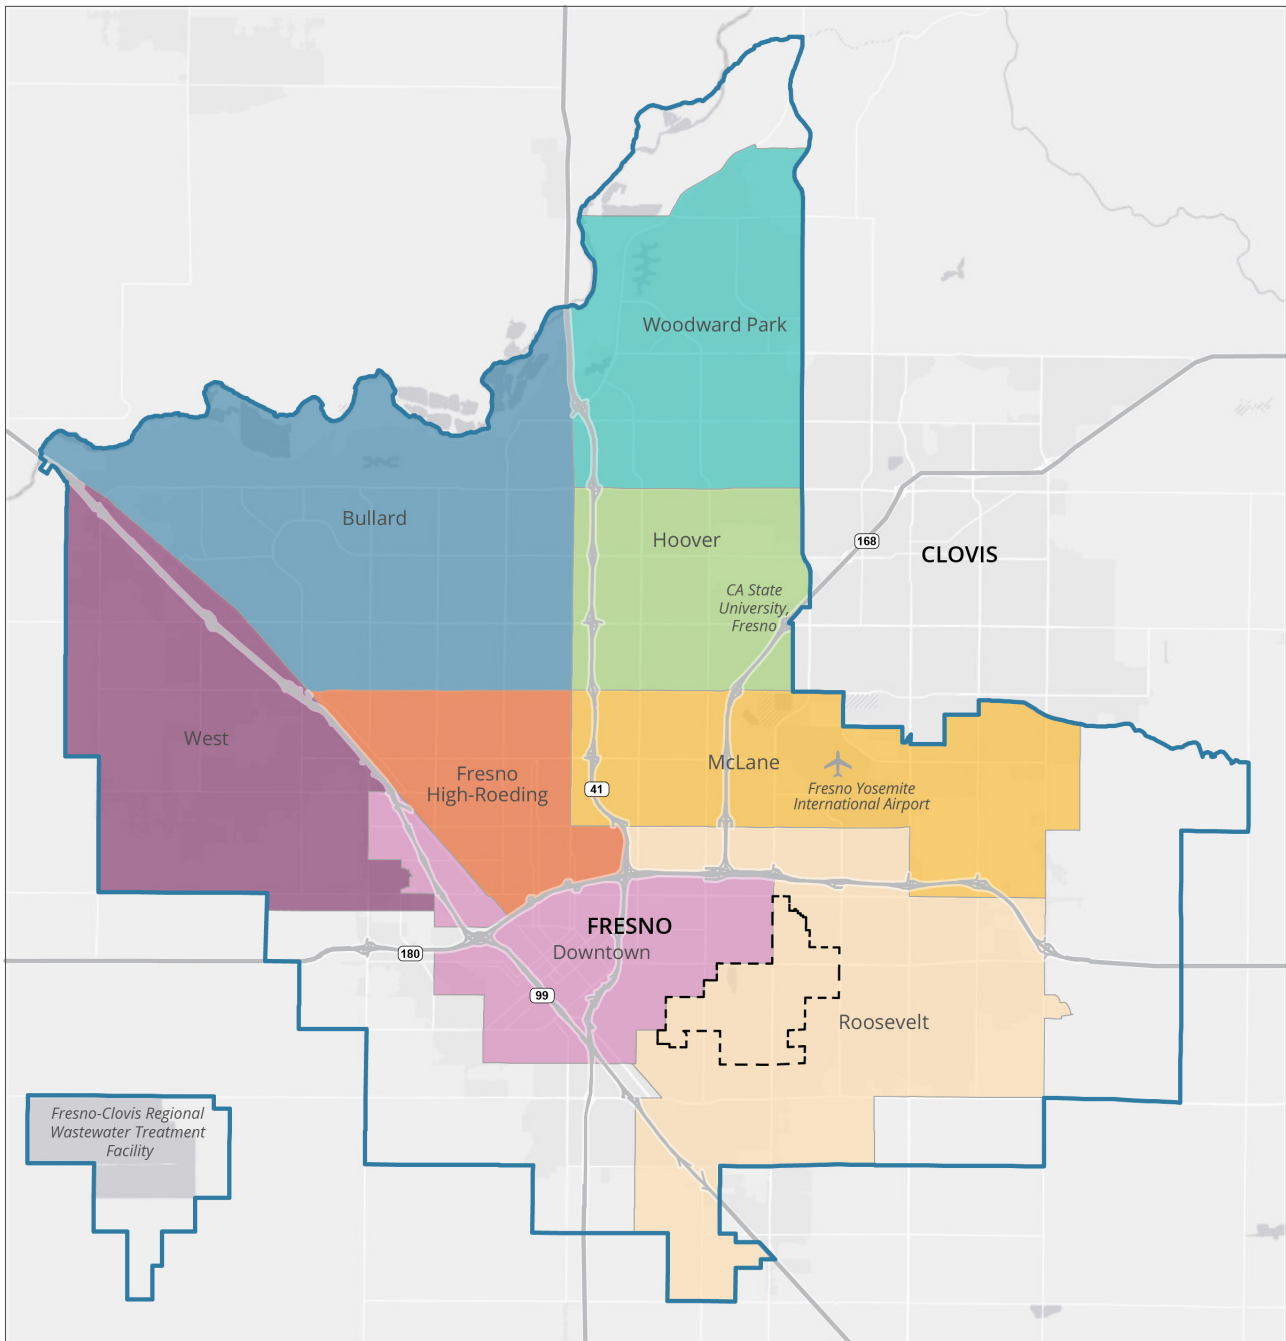 Woodward Park
Bullard
Hoover
168
CLOVIS
CA State
University,
Fresno
West
Fresno
High-Roeding
41
McLane
Fresno Yosemite
International Airport
FRESNO
Downtown
180
99
Roosevelt
Fresno-Clovis Regional
Wastewater Treatment
Facility